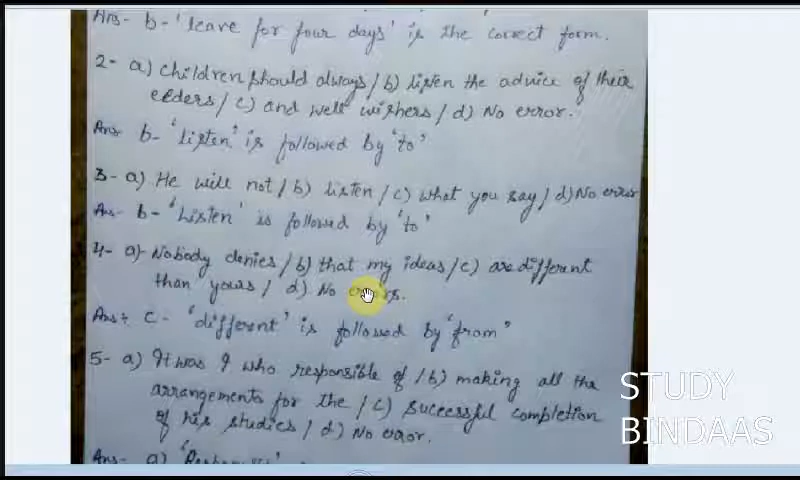 Ans- b- 'leave for four days' is the correct form.
2- a) Children should always / b) listen the advice of their
elders / c) and well wishers / d) No error.
Ans- b- 'listen' is followed by 'to'
3- a) He will not / b) listen / c) what you say / d) No error
Ans- b- 'Listen' is followed by 'to'
4- a)- Nobody denies / b) that my ideas / c) are different
than yours / d) No
Ans- c- 'different' is followed by "from"
5- a) It was I who responsible of / b) making all the
arrangements for the / c) successful completion
of his studies / d) No error.
Ans- a)
STUDY
BINDAAS